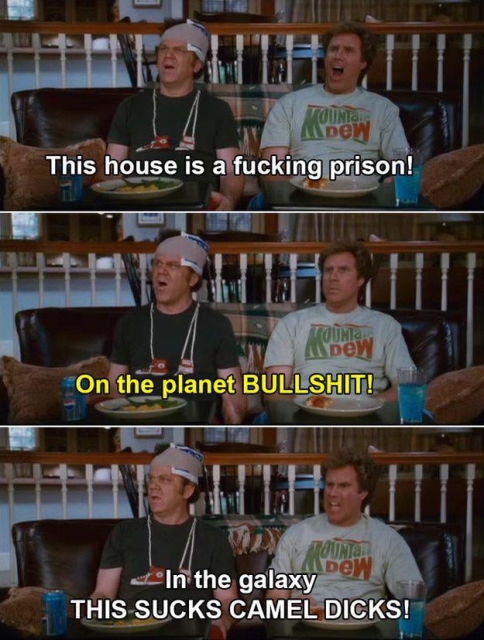 MOUNTAIN
DEW
This house is a fucking prison!
MOUNTAIN
DEW
On the planet BULLSHIT!
MOUNTAIN
DEW
In the galaxy
THIS SUCKS CAMEL DICKS!